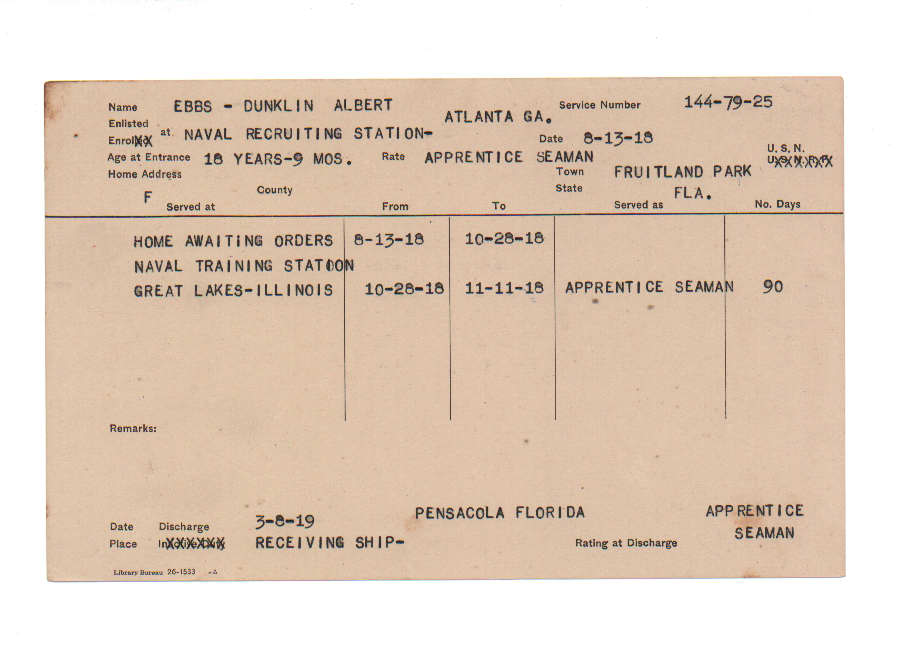 Name EBBS - DUNKLIN ALBERT Service Number 144-79-25
Enlisted ATLANTA GA.
Enrolled at NAVAL RECRUITING STATION- Date 8-13-18
Age at Entrance 18 YEARS-9 MOS. Rate APPRENTICE SEAMAN U. S. N.
U. S. N. R. F.
Home Address Town FRUITLAND PARK
F County State FLA.
Served at From To Served as No. Days
HOME AWAITING ORDERS 8-13-18 10-28-18
NAVAL TRAINING STATOON
GREAT LAKES-ILLINOIS 10-28-18 11-11-18 APPRENTICE SEAMAN 90
Remarks:
PENSACOLA FLORIDA APPRENTICE
Date Discharge 3-8-19
SEAMAN
Place Inactive Duty RECEIVING SHIP- Rating at Discharge
Library Bureau 26-1533